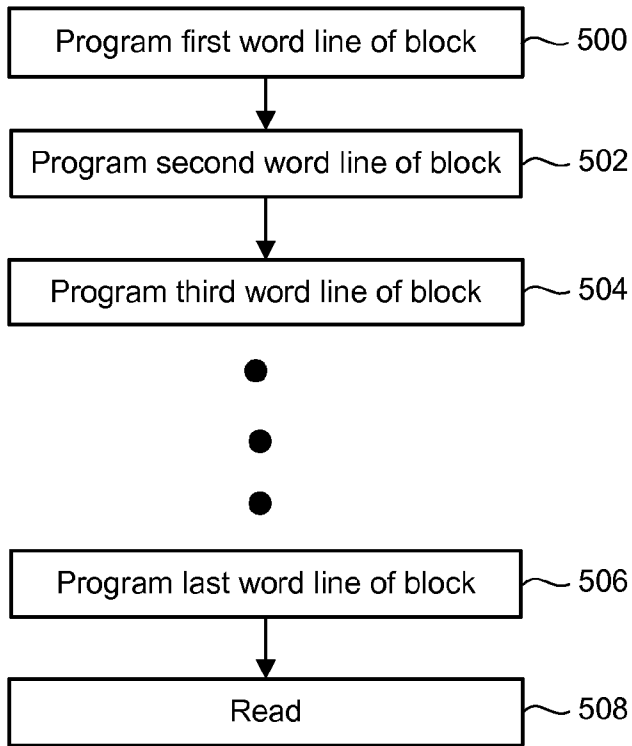 Program first word line of block 500
Program second word line of block 502
Program third word line of block 504
Program last word line of block 506
Read 508